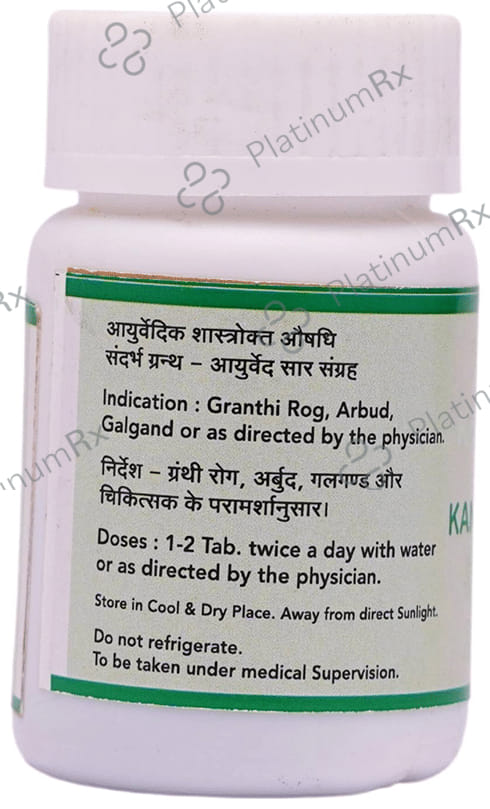 आयुर्वेदिक शास्त्रोक्त औषधि
संदर्भ ग्रन्थ – आयुर्वेद सार संग्रह
Indication : Granthi Rog, Arbud,
Galgand or as directed by the physician.
निर्देश – ग्रंथी रोग, अर्बुद, गलगण्ड और
चिकित्सक के परामर्शानुसार।
Doses : 1-2 Tab. twice a day with water
or as directed by the physician.
Store in Cool & Dry Place. Away from direct Sunlight.
Do not refrigerate.
To be taken under medical Supervision.
PlatinumRx
PlatinumRx
PlatinumRx